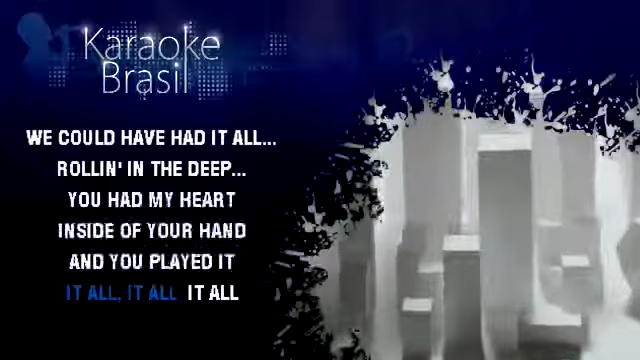 Karaoke
Brasil
WE COULD HAVE HAD IT ALL...
ROLLIN' IN THE DEEP...
YOU HAD MY HEART
INSIDE OF YOUR HAND
AND YOU PLAYED IT
IT ALL, IT ALL IT ALL